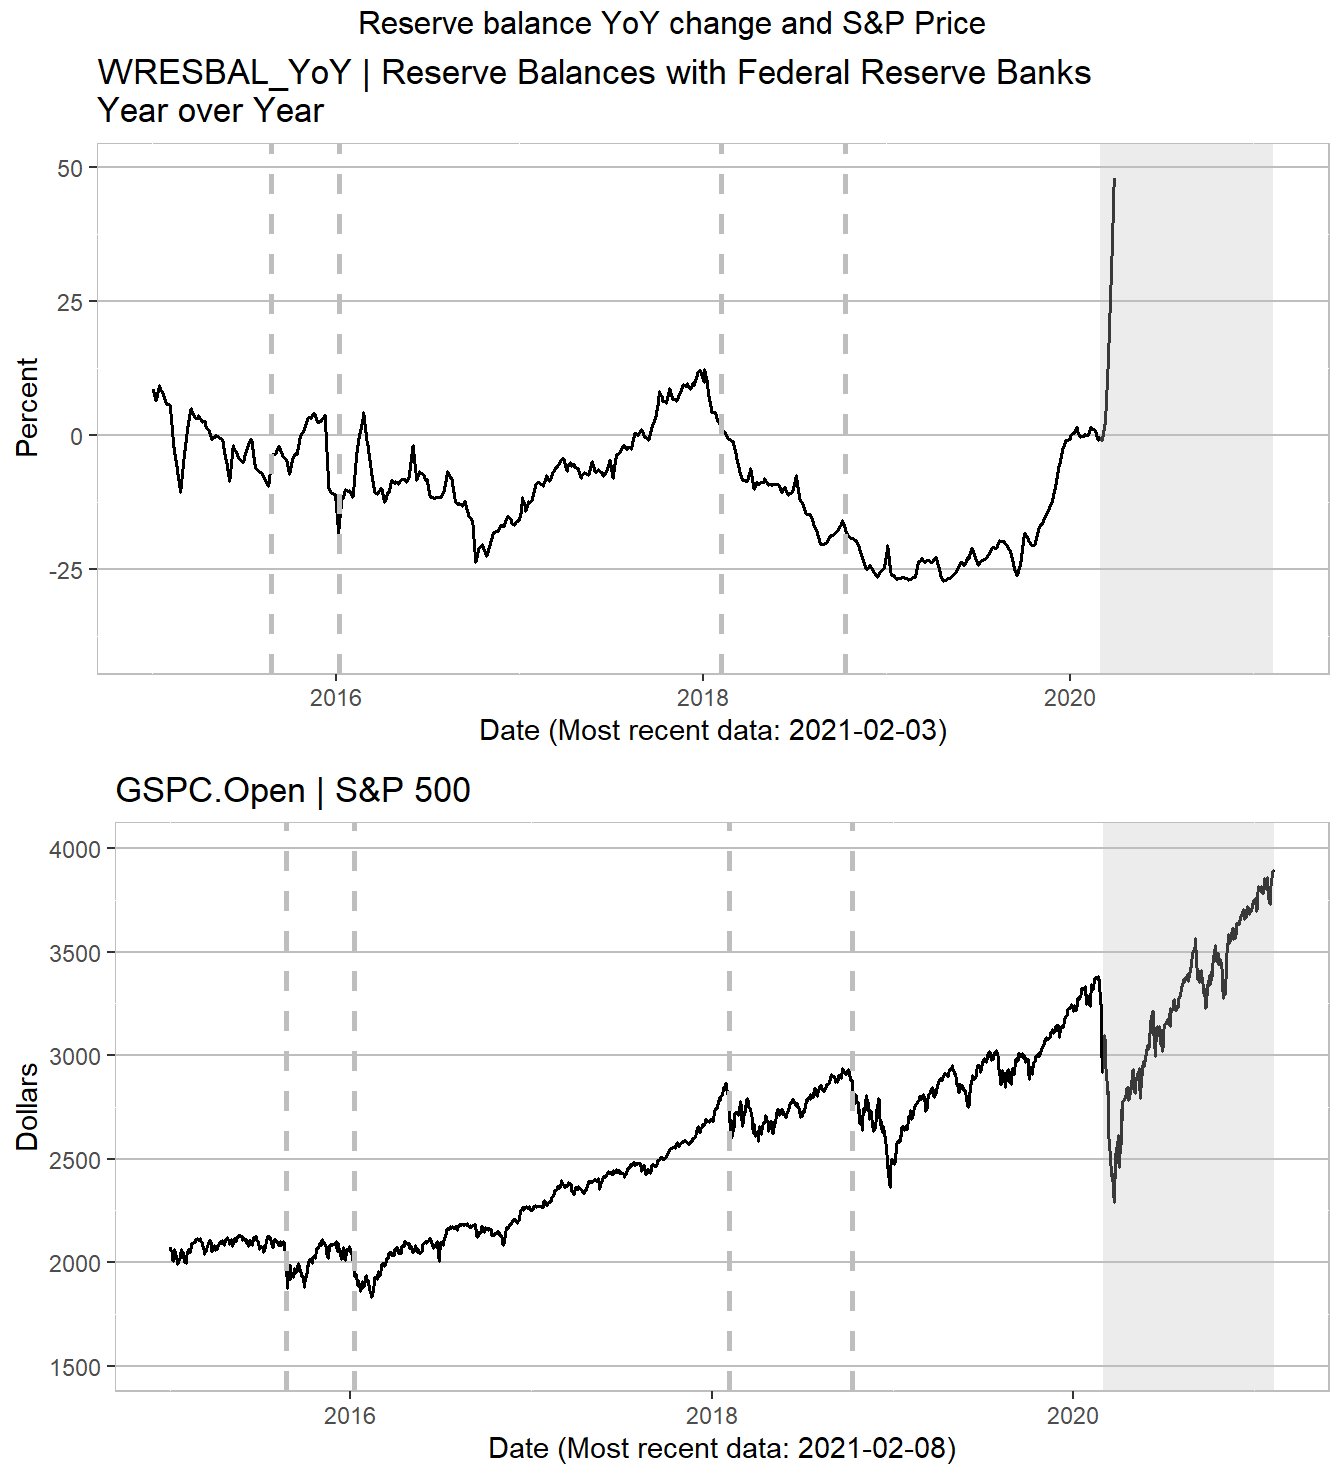 Reserve balance YoY change and S&P Price
WRESBAL_YoY | Reserve Balances with Federal Reserve Banks
Year over Year
50
25
0
-25
Percent
2016
2018
2020
Date (Most recent data: 2021-02-03)
GSPC.Open | S&P 500
4000
3500
3000
2500
2000
1500
Dollars
2016
2018
2020
Date (Most recent data: 2021-02-08)